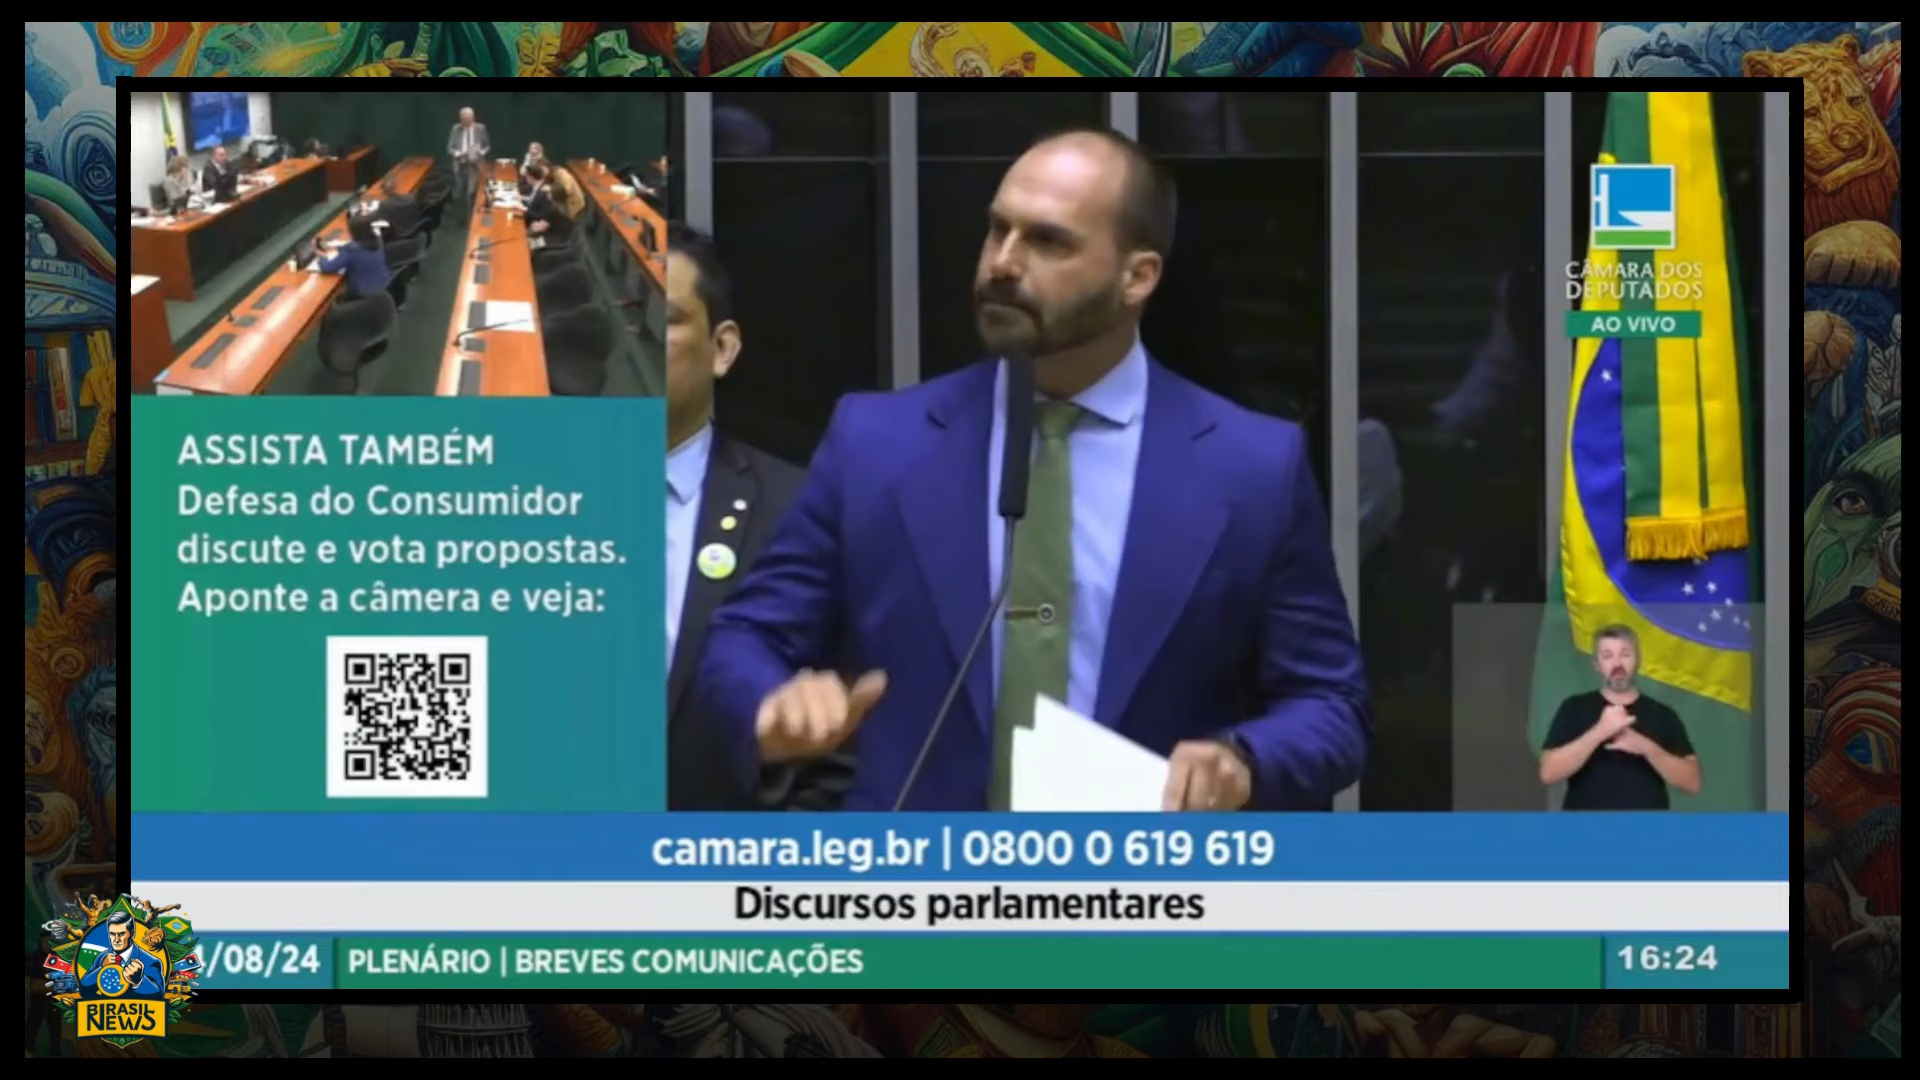 CÂMARA DOS
DEPUTADOS
AO VIVO
ASSISTA TAMBÉM
Defesa do Consumidor
discute e vota propostas.
Aponte a câmera e veja:
camara.leg.br | 0800 0 619 619
Discursos parlamentares
/08/24
PLENÁRIO | BREVES COMUNICAÇÕES
16:24
BIRASIL
NEWS